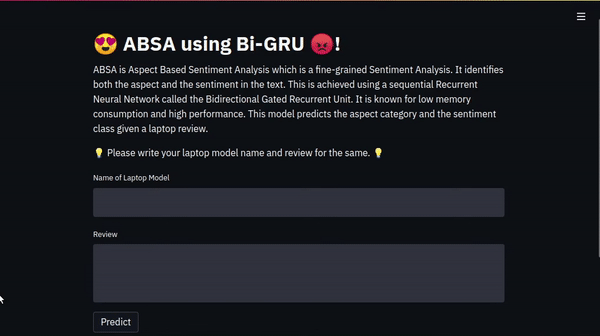 😍 ABSA using Bi-GRU 😡!
ABSA is Aspect Based Sentiment Analysis which is a fine-grained Sentiment Analysis. It identifies
both the aspect and the sentiment in the text. This is achieved using a sequential Recurrent
Neural Network called the Bidirectional Gated Recurrent Unit. It is known for low memory
consumption and high performance. This model predicts the aspect category and the sentiment
class given a laptop review.
💡 Please write your laptop model name and review for the same. 💡
Name of Laptop Model
Review
Predict